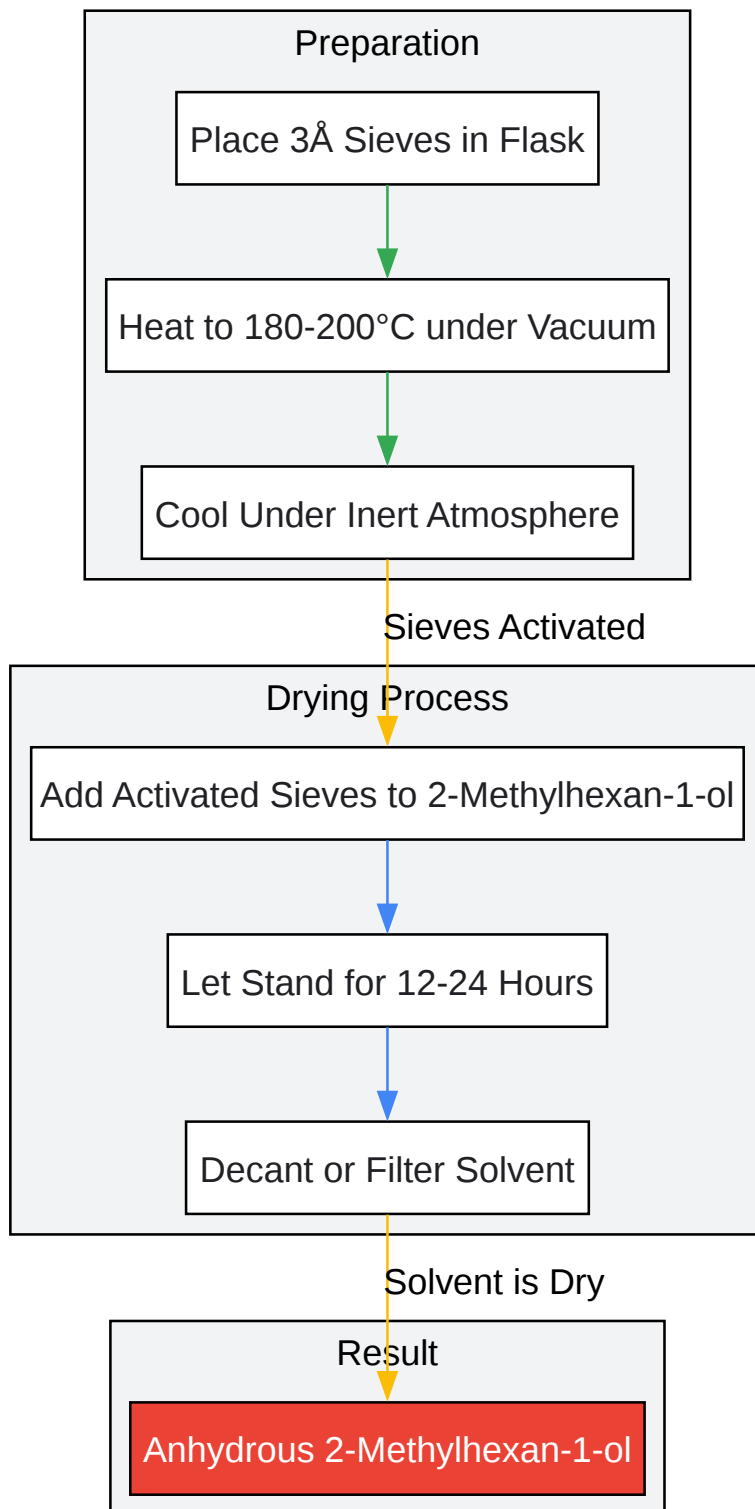 Preparation
Place 3Å Sieves in Flask
Heat to 180-200°C under Vacuum
Cool Under Inert Atmosphere
Sieves Activated
Drying Process
Add Activated Sieves to 2-Methylhexan-1-ol
Let Stand for 12-24 Hours
Decant or Filter Solvent
Solvent is Dry
Result
Anhydrous 2-Methylhexan-1-ol